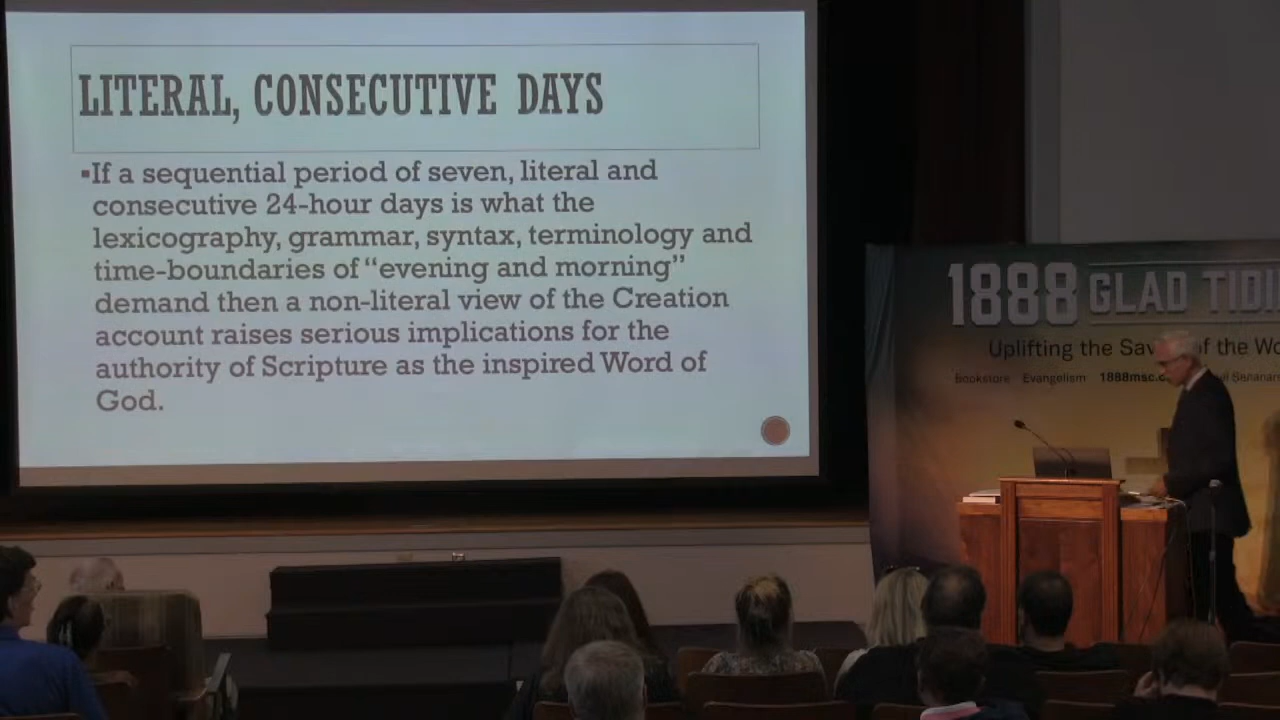 LITERAL, CONSECUTIVE DAYS
▪If a sequential period of seven, literal and
consecutive 24-hour days is what the
lexicography, grammar, syntax, terminology and
time-boundaries of “evening and morning”
demand then a non-literal view of the Creation
account raises serious implications for the
authority of Scripture as the inspired Word of
God.
1888 GLAD TIDI
Uplifting the Sav of the Wo
Bookstore Evangelism 1888msc.c